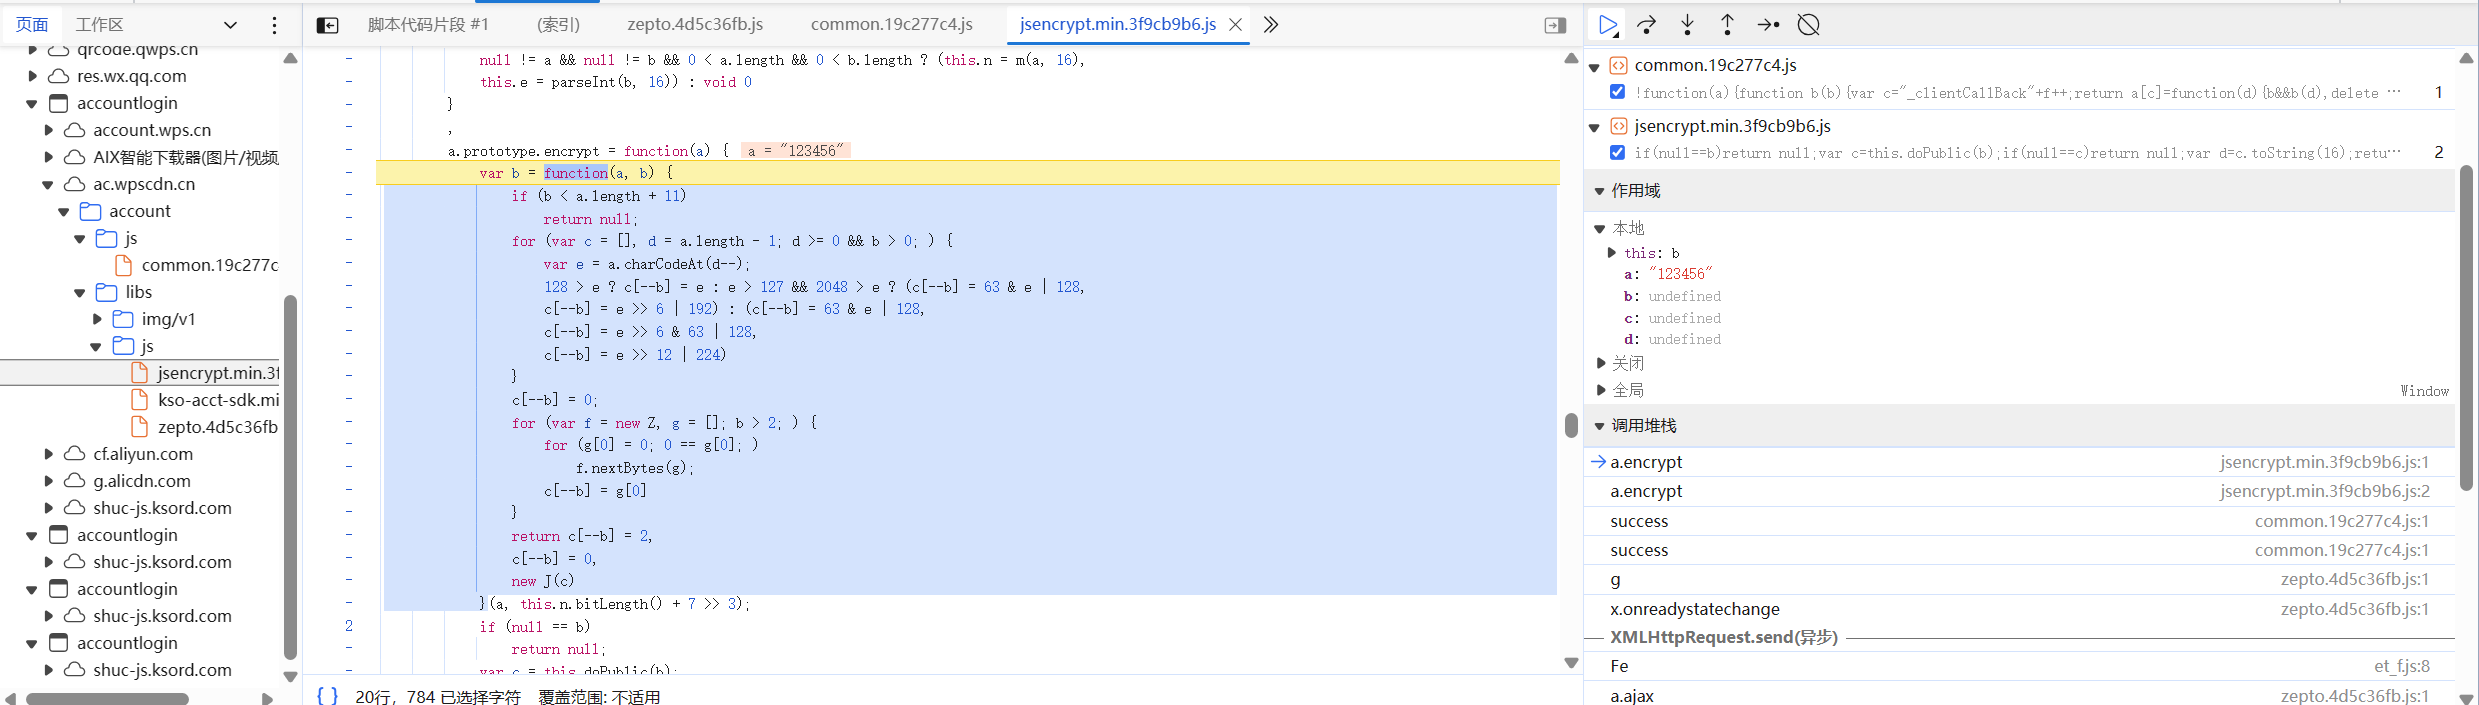 页面
工作区
qrcode.qwps.cn
res.wx.qq.com
accountlogin
account.wps.cn
AIX智能下载器(图片/视频
ac.wpscdn.cn
account
js
common.19c277c
libs
img/v1
js
jsencrypt.min.3f
kso-acct-sdk.mi
zepto.4d5c36fb
cf.aliyun.com
g.alicdn.com
shuc-js.ksord.com
accountlogin
shuc-js.ksord.com
accountlogin
shuc-js.ksord.com
accountlogin
shuc-js.ksord.com
脚本代码片段 #1
(索引)
zepto.4d5c36fb.js
common.19c277c4.js
jsencrypt.min.3f9cb9b6.js
null != a && null != b && 0 < a.length && 0 < b.length ? (this.n = m(a, 16),
this.e = parseInt(b, 16)) : void 0
}
,
a.prototype.encrypt = function(a) { a = "123456"
var b = function(a, b) {
if (b < a.length + 11)
return null;
for (var c = [], d = a.length - 1; d >= 0 && b > 0; ) {
var e = a.charCodeAt(d--);
128 > e ? c[--b] = e : e > 127 && 2048 > e ? (c[--b] = 63 & e | 128,
c[--b] = e >> 6 | 192) : (c[--b] = 63 & e | 128,
c[--b] = e >> 6 & 63 | 128,
c[--b] = e >> 12 | 224)
}
c[--b] = 0;
for (var f = new Z, g = []; b > 2; ) {
for (g[0] = 0; 0 == g[0]; )
f.nextBytes(g);
c[--b] = g[0]
}
return c[--b] = 2,
c[--b] = 0,
new J(c)
}(a, this.n.bitLength() + 7 >> 3);
2 if (null == b)
return null;
var c = this.doPublic(b);
{ } 20行，784 已选择字符 覆盖范围: 不适用
common.19c277c4.js
!function(a){function b(b){var c="_clientCallBack"+f++;return a[c]=function(d){b&&b(d),delete … 1
jsencrypt.min.3f9cb9b6.js
if(null==b)return null;var c=this.doPublic(b);if(null==c)return null;var d=c.toString(16);retu… 2
作用域
本地
this: b
a: "123456"
b: undefined
c: undefined
d: undefined
关闭
全局 Window
调用堆栈
a.encrypt jsencrypt.min.3f9cb9b6.js:1
a.encrypt jsencrypt.min.3f9cb9b6.js:2
success common.19c277c4.js:1
success common.19c277c4.js:1
g zepto.4d5c36fb.js:1
x.onreadystatechange zepto.4d5c36fb.js:1
XMLHttpRequest.send(异步)
Fe et_f.js:8
a.ajax zepto.4d5c36fb.js:1